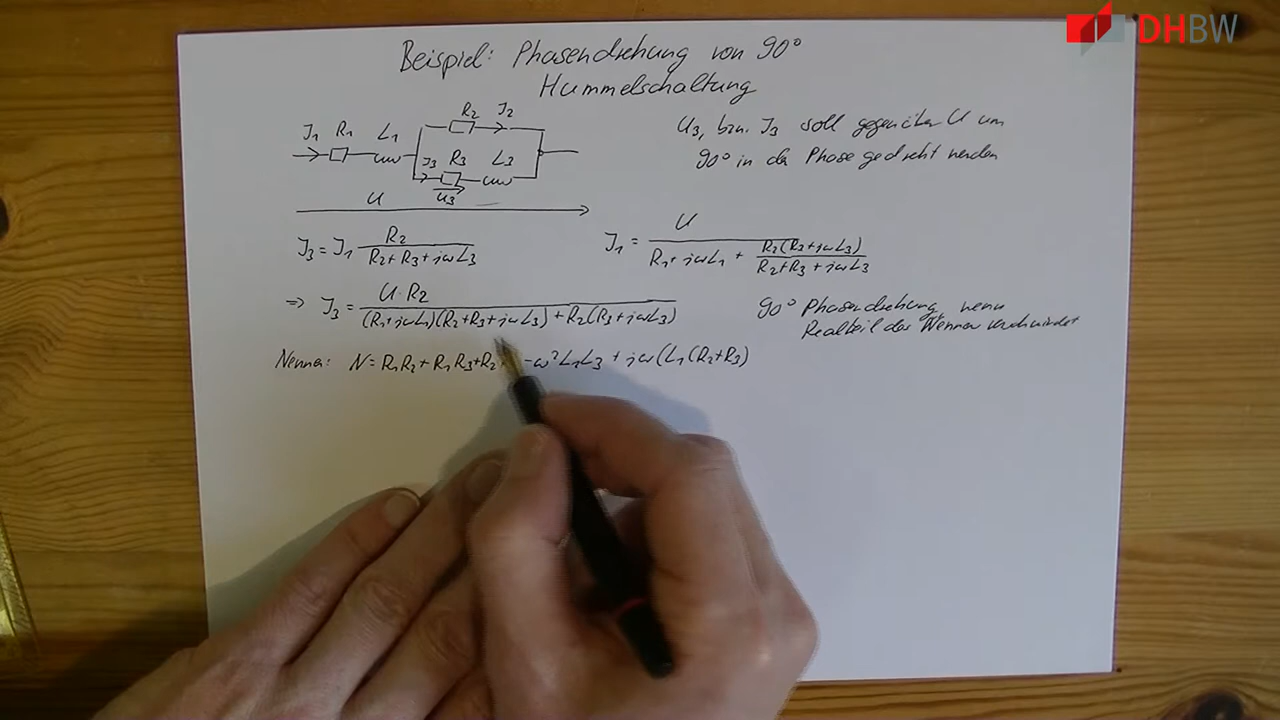 DHBW
Beispiel: Phasendrehung von 90°
Hummelschaltung
I1 R1 L1 R2 I2
I3 R3 L3
U3
U
U3, bzw. I3 soll gegenüber U um
90° in der Phase gedreht werden
I3 = I1 R2 / (R2 + R3 + jωL3)
I1 = U / (R1 + jωL1 + R2(R3 + jωL3) / (R2 + R3 + jωL3))
=> I3 = U · R2 / ((R1 + jωL1)(R2 + R3 + jωL3) + R2(R3 + jωL3))
90° Phasendrehung, wenn
Realteil des Nenners verschwindet
Nenner: N = R1R2 + R1R3 + R2 - ω²L1L3 + jω(L1(R2+R3)